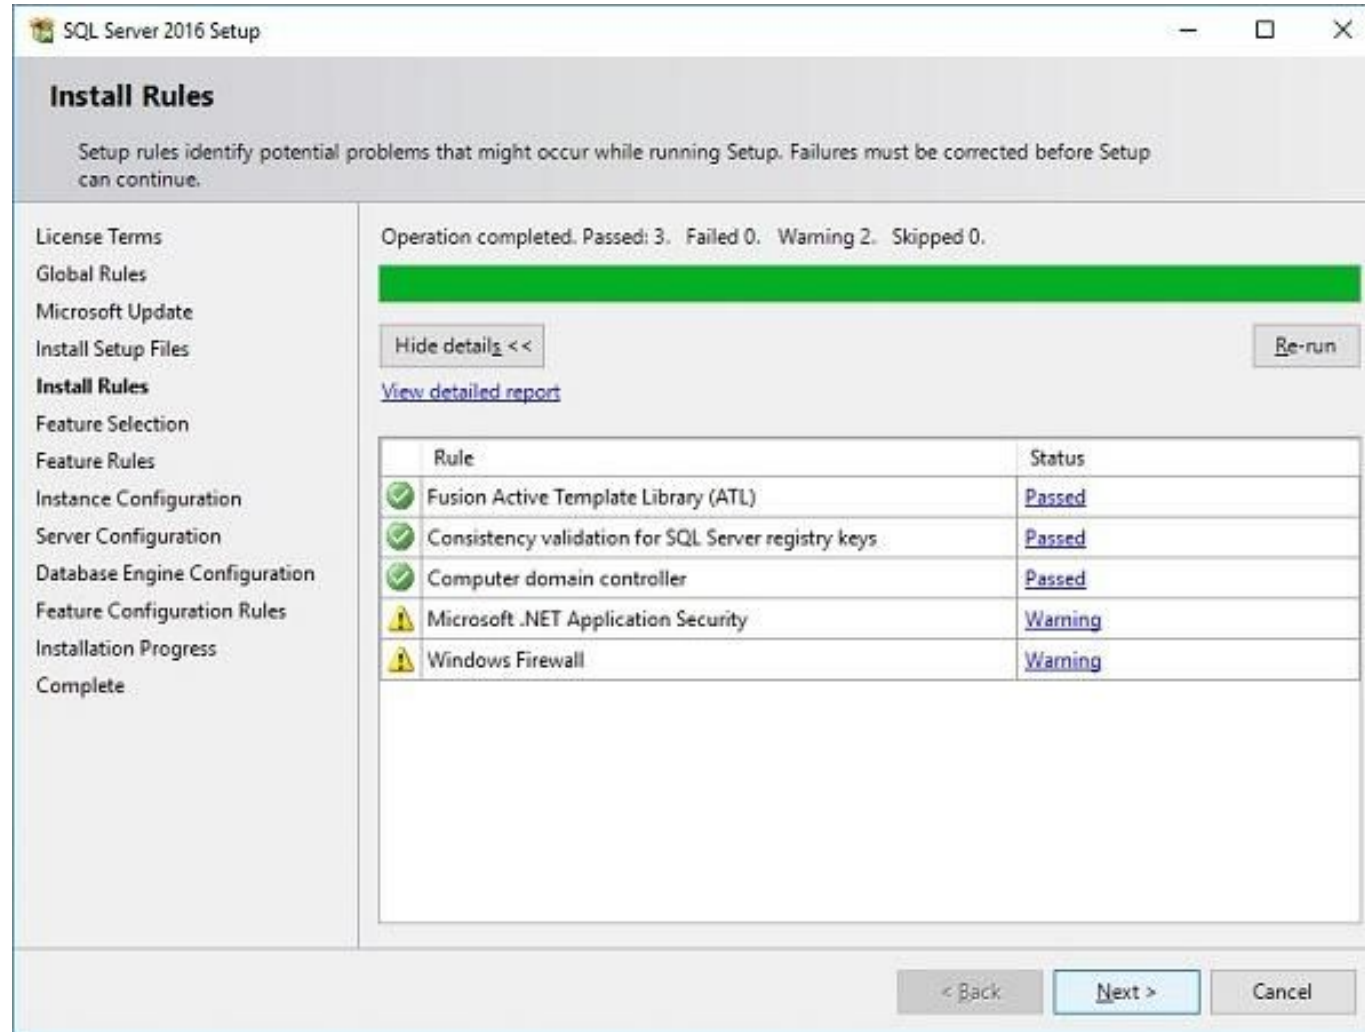 SQL Server 2016 Setup
Install Rules
Setup rules identify potential problems that might occur while running Setup. Failures must be corrected before Setup
can continue.
License Terms
Global Rules
Microsoft Update
Install Setup Files
Install Rules
Feature Selection
Feature Rules
Instance Configuration
Server Configuration
Database Engine Configuration
Feature Configuration Rules
Installation Progress
Complete
Operation completed. Passed: 3. Failed 0. Warning 2. Skipped 0.
Hide details <<
Re-run
View detailed report
Rule Status
Fusion Active Template Library (ATL) Passed
Consistency validation for SQL Server registry keys Passed
Computer domain controller Passed
Microsoft .NET Application Security Warning
Windows Firewall Warning
< Back Next > Cancel